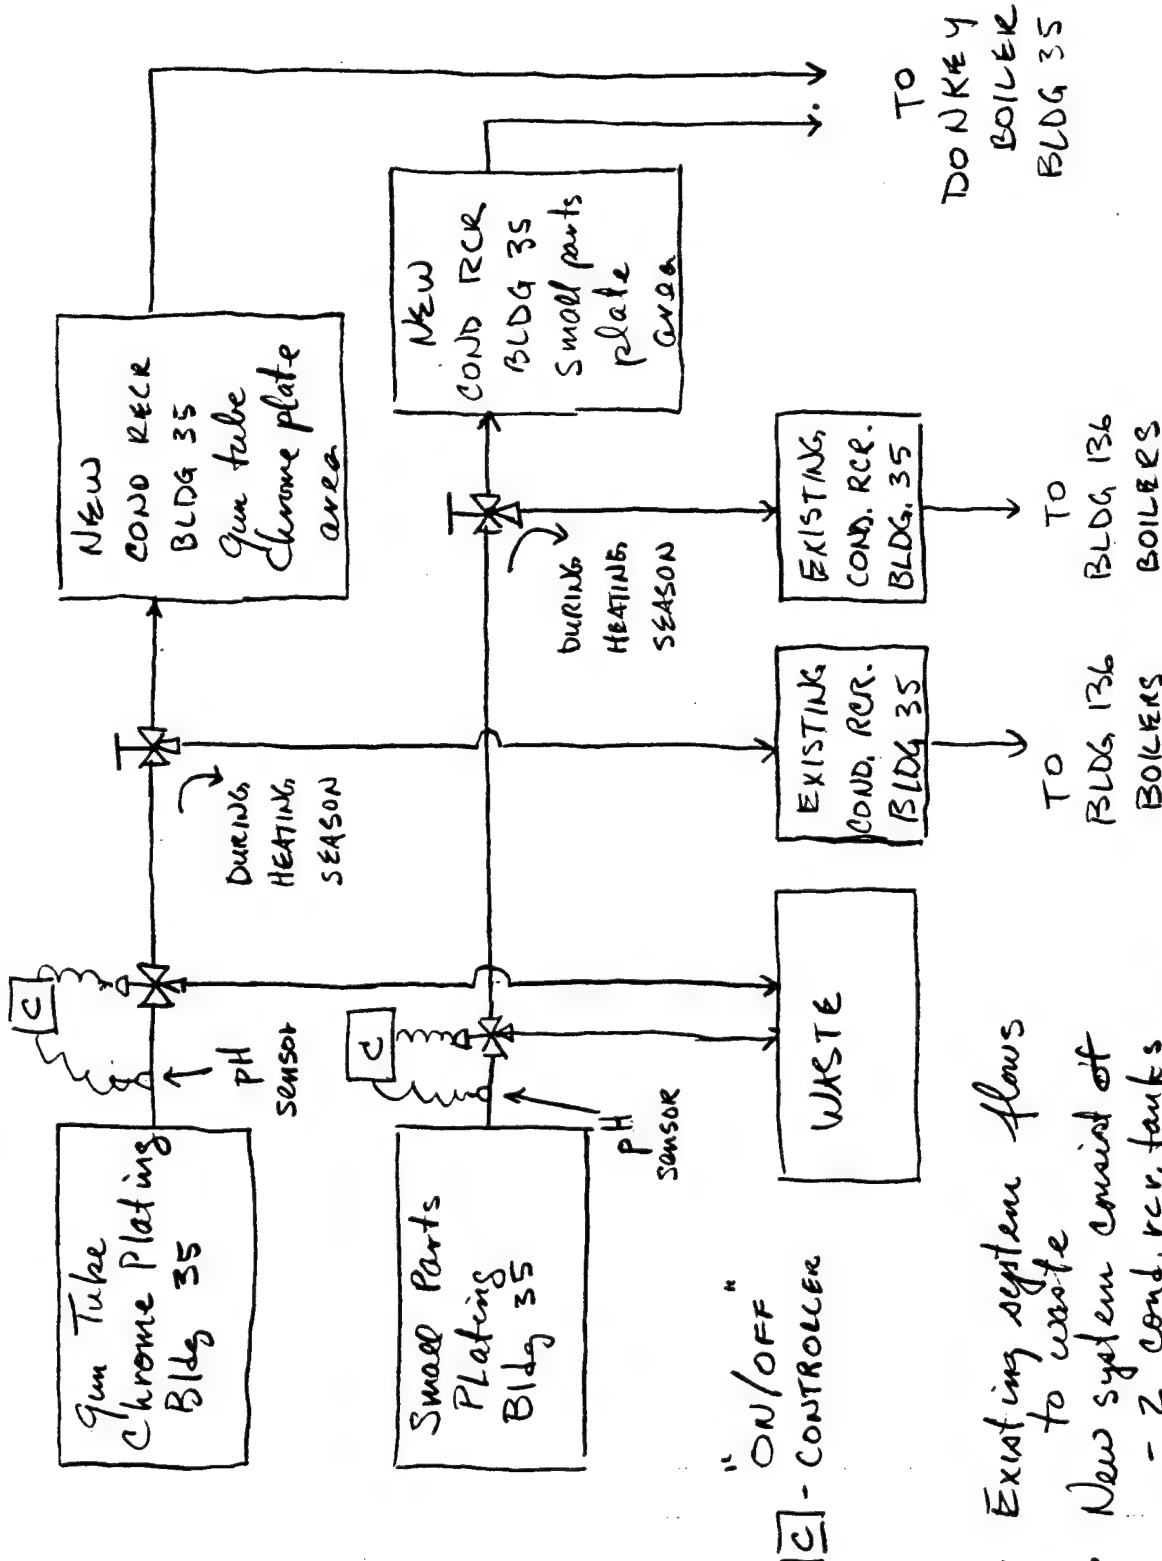 Gun Tube
Chrome Plating
Bldg 35
C
pH
sensor
DURING
HEATING
SEASON
NEW
COND RECR
BLDG 35
Gun tube
Chrome plate
area
Small Parts
Plating
Bldg 35
C
pH
sensor
DURING
HEATING
SEASON
NEW
COND RCR
BLDG 35
Small parts
plate
area
TO
DONKEY
BOILER
BLDG 35
WASTE
EXISTING
COND. RCR.
BLDG 35
TO
BLDG 136
BOILERS
EXISTING
COND. RCR.
BLDG. 35
TO
BLDG 136
BOILERS
"ON/OFF"
C - CONTROLLER
Existing system flows
to waste
New system consist of
- 2 cond. rcr. tanks